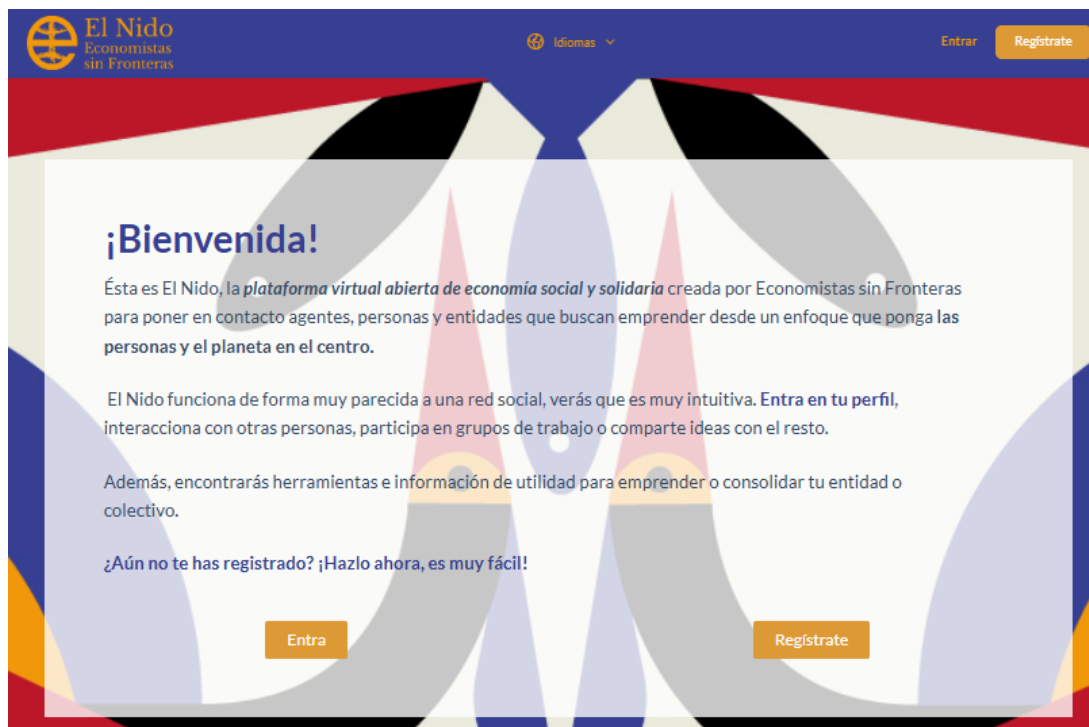 El Nido
Economistas
sin Fronteras
Idiomas
Entrar
Regístrate
¡Bienvenida!
Ésta es El Nido, la plataforma virtual abierta de economía social y solidaria creada por Economistas sin Fronteras
para poner en contacto agentes, personas y entidades que buscan emprender desde un enfoque que ponga las
personas y el planeta en el centro.
El Nido funciona de forma muy parecida a una red social, verás que es muy intuitiva. Entra en tu perfil,
interacciona con otras personas, participa en grupos de trabajo o comparte ideas con el resto.
Además, encontrarás herramientas e información de utilidad para emprender o consolidar tu entidad o
colectivo.
¿Aún no te has registrado? ¡Hazlo ahora, es muy fácil!
Entra
Regístrate